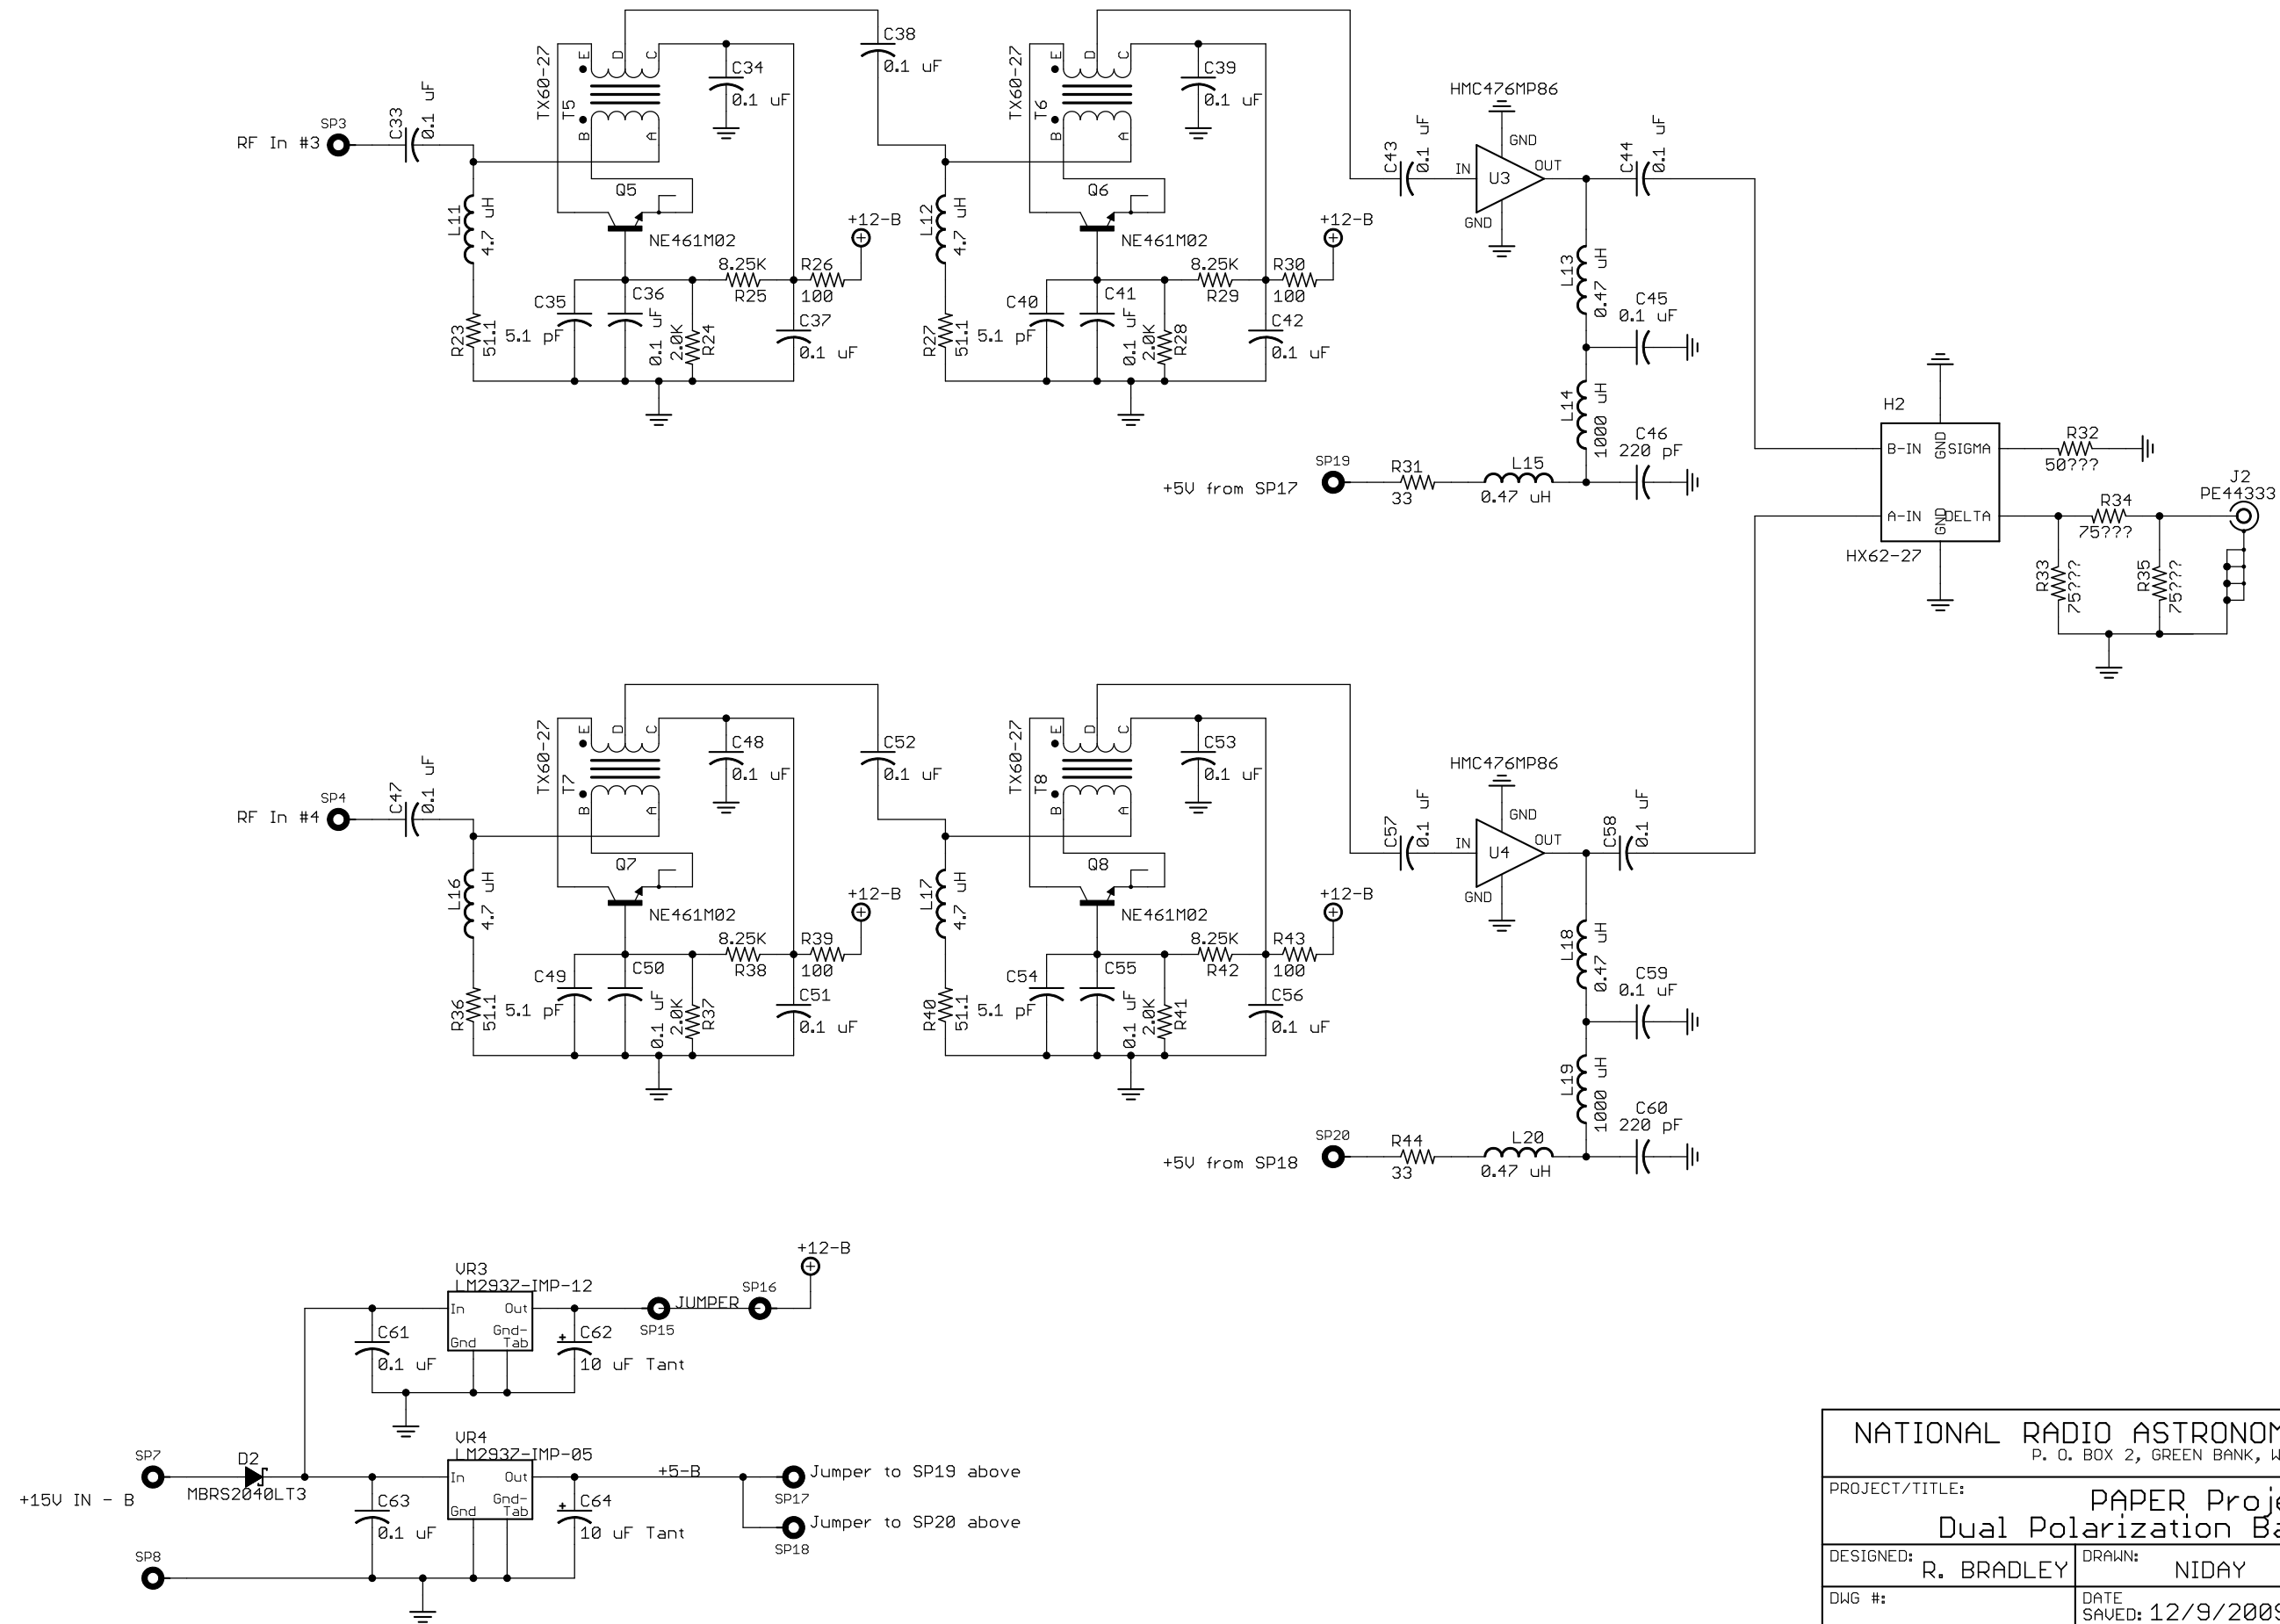 C38
0.1 uF
TX60-27
T5
E
D
C
B
A
C34
0.1 uF
TX60-27
T6
E
D
C
B
A
C39
0.1 uF
SP3
RF In #3
C33
0.1 uF
HMC476MP86
GND
IN
U3
OUT
GND
C43
0.1 uF
C44
0.1 uF
Q5
NE461M02
Q6
NE461M02
L11
4.7 uH
L12
4.7 uH
+12-B
+12-B
8.25K
R25
R26
100
8.25K
R29
R30
100
C35
5.1 pF
C36
0.1 uF
2.0K
R24
C37
0.1 uF
R23
51.1
C40
5.1 pF
C41
0.1 uF
2.0K
R28
C42
0.1 uF
R27
51.1
L13
0.47 uH
C45
0.1 uF
L14
1000 uH
C46
220 pF
SP19
+5V from SP17
R31
33
L15
0.47 uH
H2
B-IN
GND
SIGMA
A-IN
GND
DELTA
HX62-27
R32
50???
R34
75???
J2
PE44333
R33
75???
R35
75???
TX60-27
T7
E
D
C
B
A
C48
0.1 uF
C52
0.1 uF
TX60-27
T8
E
D
C
B
A
C53
0.1 uF
SP4
RF In #4
C47
0.1 uF
HMC476MP86
GND
IN
U4
OUT
GND
C57
0.1 uF
C58
0.1 uF
Q7
NE461M02
Q8
NE461M02
L16
4.7 uH
L17
4.7 uH
+12-B
+12-B
8.25K
R38
R39
100
8.25K
R42
R43
100
C49
5.1 pF
C50
0.1 uF
2.0K
R37
C51
0.1 uF
R36
51.1
C54
5.1 pF
C55
0.1 uF
2.0K
R41
C56
0.1 uF
R40
51.1
L18
0.47 uH
C59
0.1 uF
L19
1000 uH
C60
220 pF
SP20
+5V from SP18
R44
33
L20
0.47 uH
+12-B
VR3
LM2937-IMP-12
In
Out
Gnd
Gnd-
Tab
SP15
JUMPER
SP16
C61
0.1 uF
C62
10 uF Tant
SP7
D2
MBRS2040LT3
+15V IN - B
VR4
LM2937-IMP-05
In
Out
Gnd
Gnd-
Tab
+5-B
Jumper to SP19 above
SP17
Jumper to SP20 above
SP18
C63
0.1 uF
C64
10 uF Tant
SP8
NATIONAL RADIO ASTRONOM
P. O. BOX 2, GREEN BANK, W
PROJECT/TITLE:
PAPER Proje
Dual Polarization Ba
DESIGNED:
R. BRADLEY
DRAWN:
NIDAY
DWG #:
DATE
SAVED: 12/9/2009